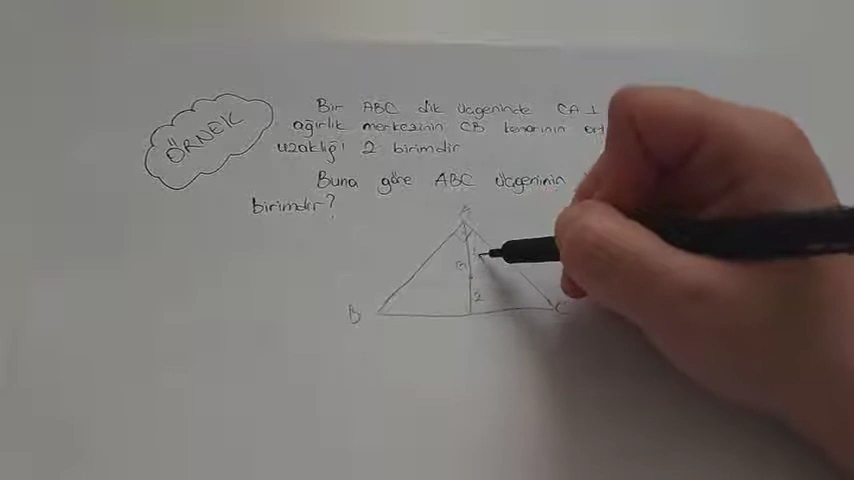 ÖRNEK
Bir ABC dik üçgeninde CA ⊥
ağırlık merkezinin CB kenarının ort
uzaklığı 2 birimdir
Buna göre ABC üçgeninin
birimdir?
A
G
2
B
C